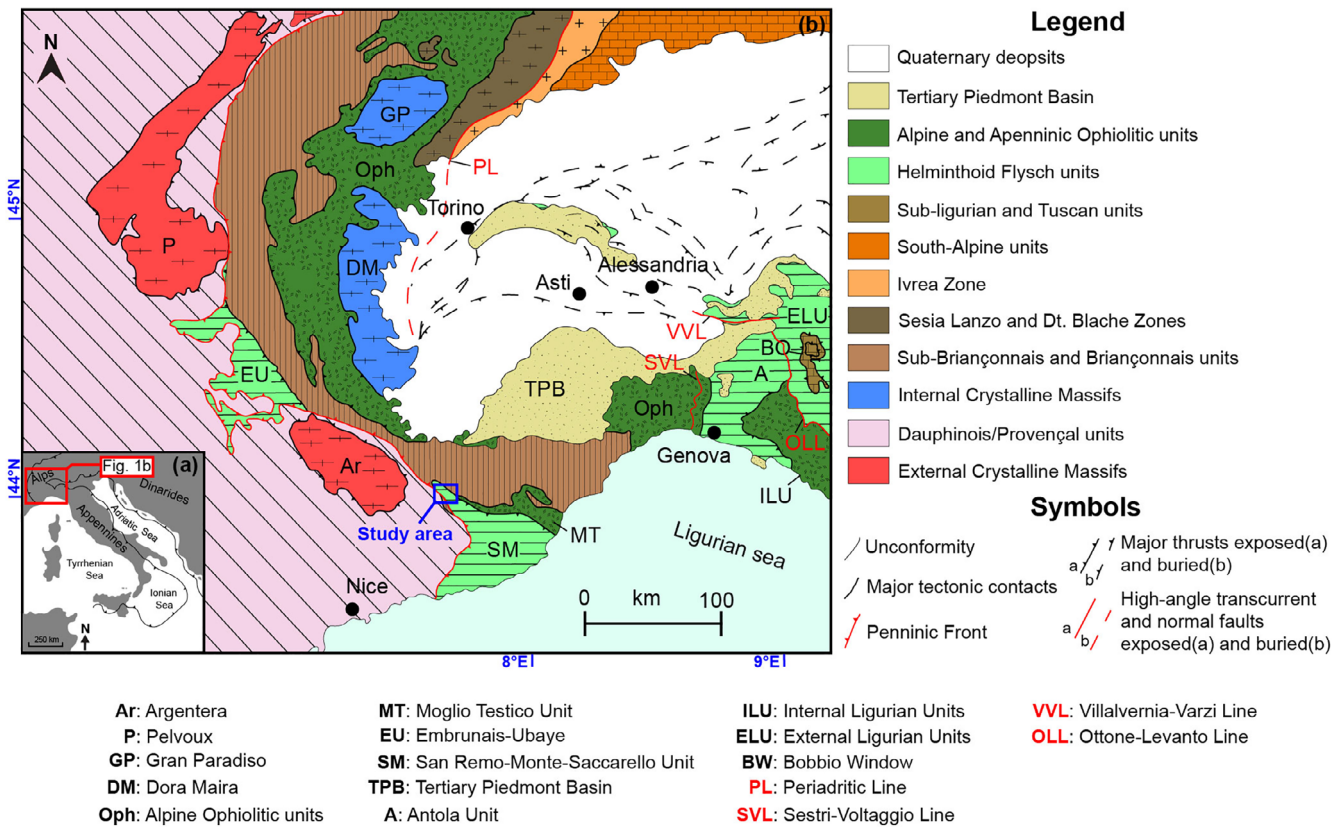 (b)
N
GP
Oph
PL
45°N
Torino
P
DM
Asti
Alessandria
VVL
ELU
BO
EU
SVL
A
TPB
Oph
OLL
Genova
Ar
44°N
ILU
Study area
MT
SM
Ligurian sea
Nice
0 km 100
8°E
9°E
(a)
Fig. 1b
Alps
Dinarides
Adriatic Sea
Appennines
Tyrrhenian
Sea
Ionian
Sea
250 km
N
Legend
Quaternary deopsits
Tertiary Piedmont Basin
Alpine and Apenninic Ophiolitic units
Helminthoid Flysch units
Sub-ligurian and Tuscan units
South-Alpine units
Ivrea Zone
Sesia Lanzo and Dt. Blache Zones
Sub-Briançonnais and Briançonnais units
Internal Crystalline Massifs
Dauphinois/Provençal units
External Crystalline Massifs
Symbols
Unconformity
Major tectonic contacts
Penninic Front
a
b
Major thrusts exposed(a)
and buried(b)
a
b
High-angle transcurrent
and normal faults
exposed(a) and buried(b)
Ar: Argentera
P: Pelvoux
GP: Gran Paradiso
DM: Dora Maira
Oph: Alpine Ophiolitic units
MT: Moglio Testico Unit
EU: Embrunais-Ubaye
SM: San Remo-Monte-Saccarello Unit
TPB: Tertiary Piedmont Basin
A: Antola Unit
ILU: Internal Ligurian Units
ELU: External Ligurian Units
BW: Bobbio Window
PL: Periadritic Line
SVL: Sestri-Voltaggio Line
VVL: Villalvernia-Varzi Line
OLL: Ottone-Levanto Line